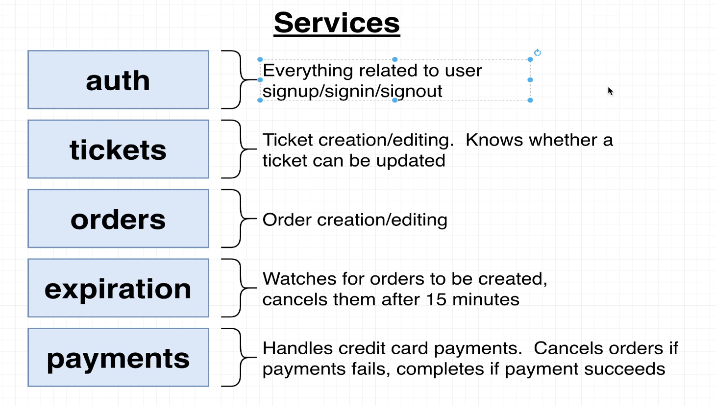 Services
auth
Everything related to user
signup/signin/signout
tickets
Ticket creation/editing.  Knows whether a
ticket can be updated
orders
Order creation/editing
expiration
Watches for orders to be created,
cancels them after 15 minutes
payments
Handles credit card payments.  Cancels orders if
payments fails, completes if payment succeeds